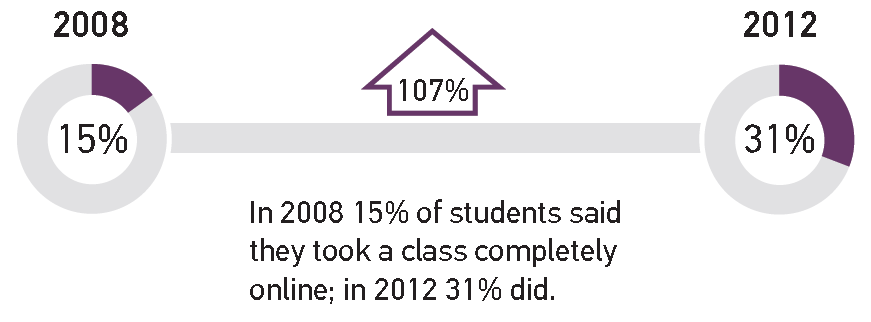 2008
2012
107%
15%
31%
In 2008 15% of students said
they took a class completely
online; in 2012 31% did.